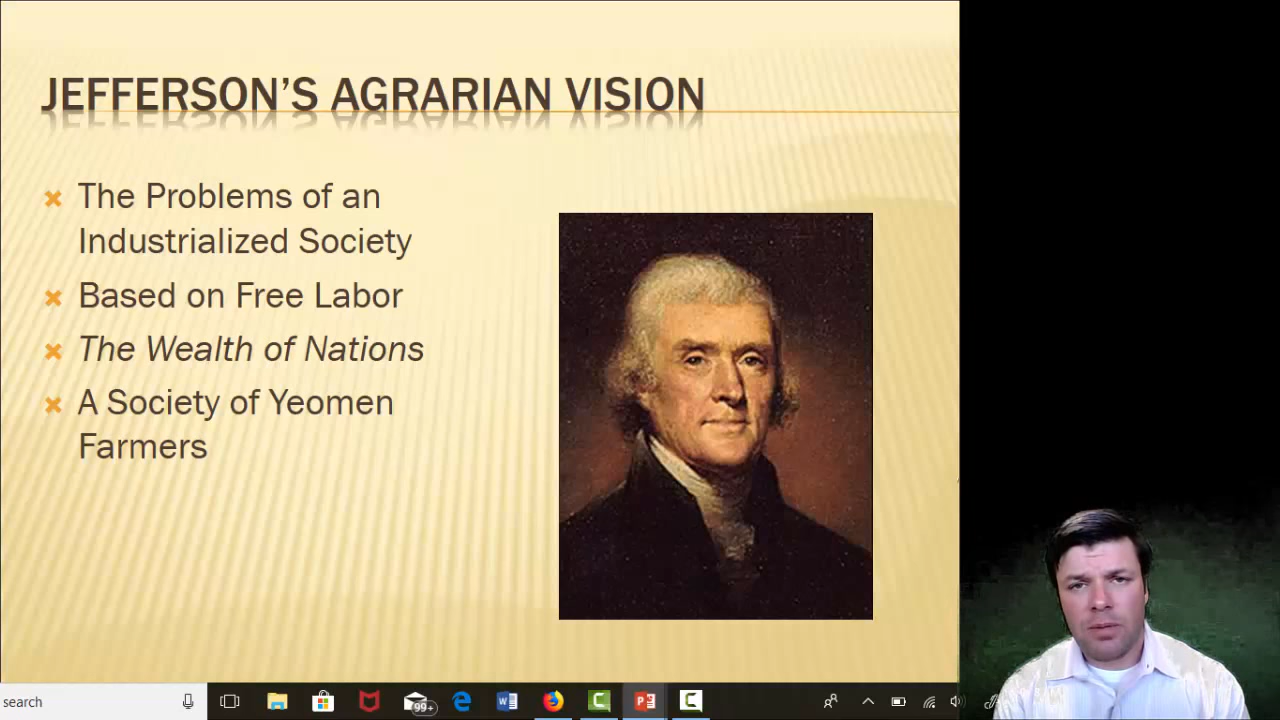 JEFFERSON'S AGRARIAN VISION
The Problems of an
Industrialized Society
Based on Free Labor
The Wealth of Nations
A Society of Yeomen
Farmers
search
99+